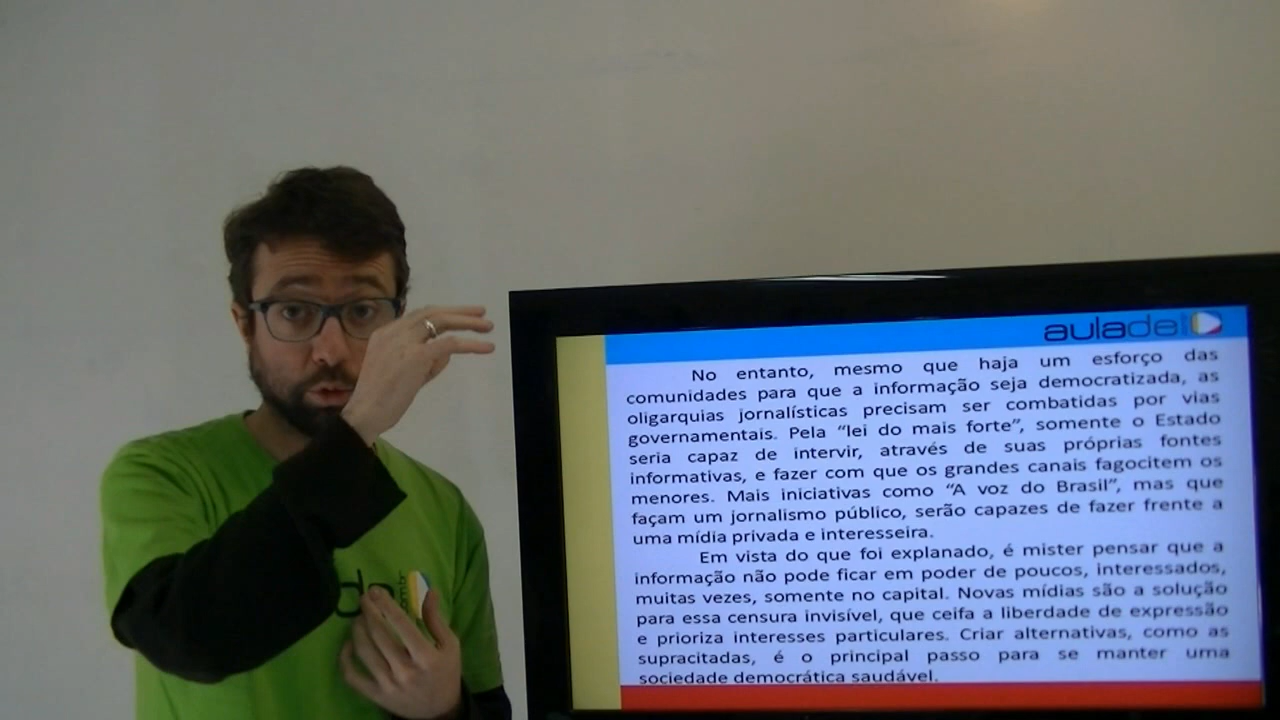 auladeI
No entanto, mesmo que haja um esforço das
comunidades para que a informação seja democratizada, as
oligarquias jornalísticas precisam ser combatidas por vias
governamentais. Pela “lei do mais forte”, somente o Estado
seria capaz de intervir, através de suas próprias fontes
informativas, e fazer com que os grandes canais fagocitem os
menores. Mais iniciativas como “A voz do Brasil”, mas que
façam um jornalismo público, serão capazes de fazer frente a
uma mídia privada e interesseira.
Em vista do que foi explanado, é mister pensar que a
informação não pode ficar em poder de poucos, interessados,
muitas vezes, somente no capital. Novas mídias são a solução
para essa censura invisível, que ceifa a liberdade de expressão
e prioriza interesses particulares. Criar alternativas, como as
supracitadas, é o principal passo para se manter uma
sociedade democrática saudável.